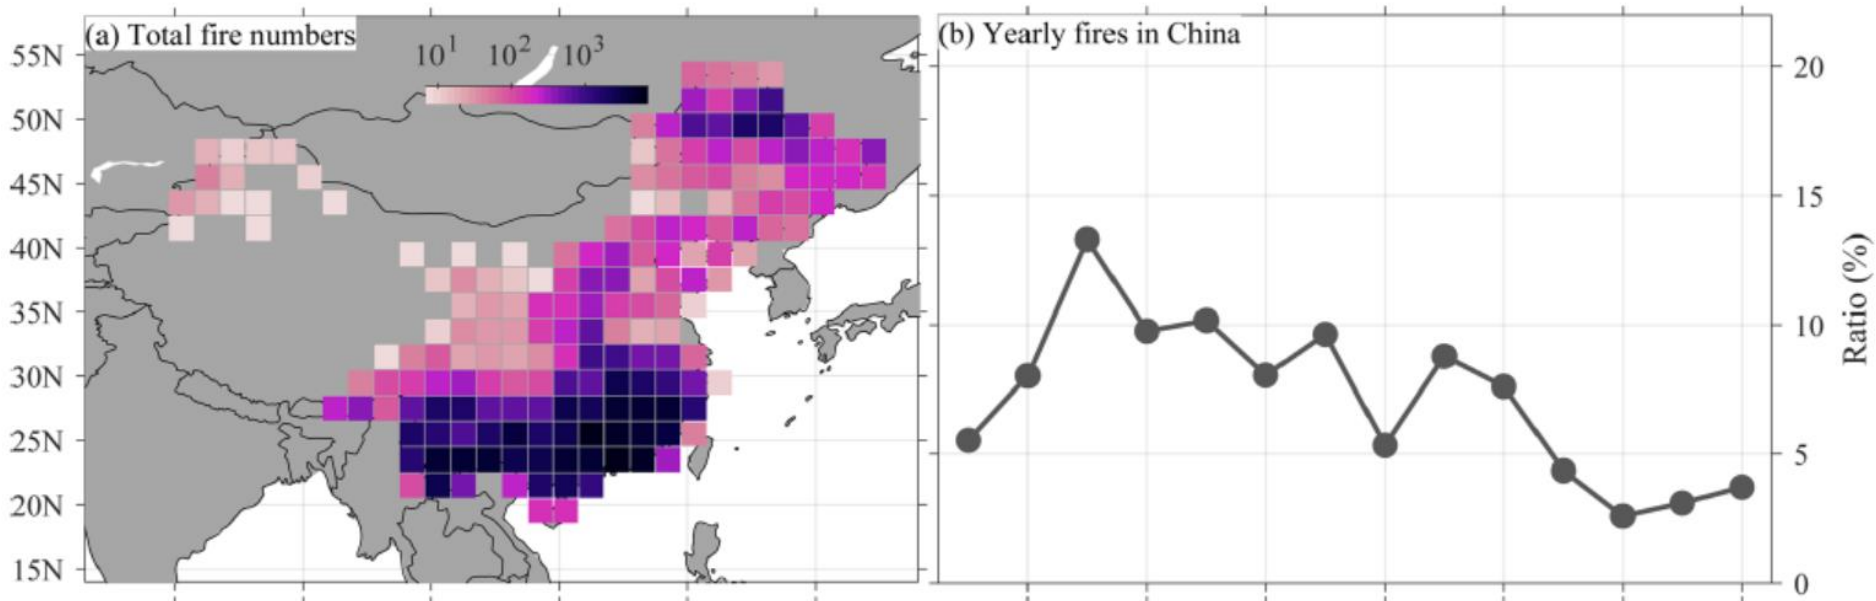 (a) Total fire numbers
10¹ 10² 10³
55N
50N
45N
40N
35N
30N
25N
20N
15N
(b) Yearly fires in China
20
15
10
5
0
Ratio (%)